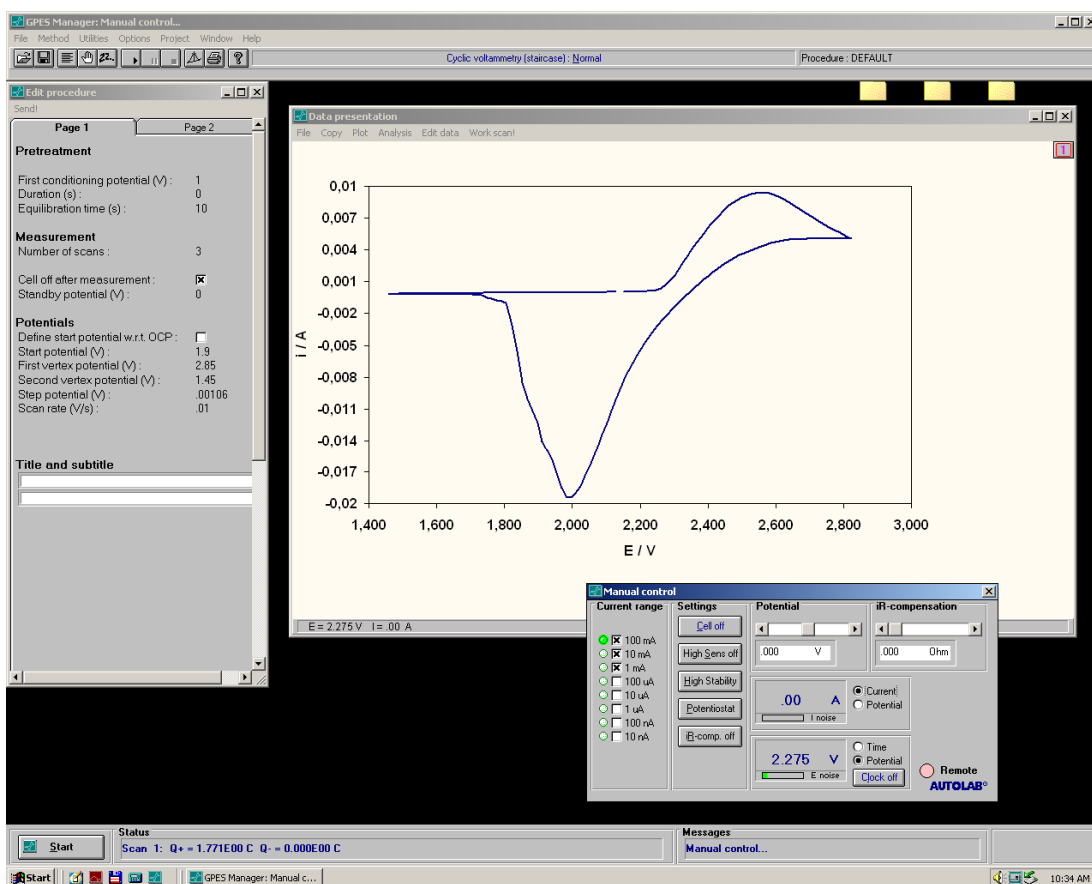 GPES Manager: Manual control...
File Method Utilities Options Project Window Help
Cyclic voltammetry (staircase) : Normal
Procedure : DEFAULT
Edit procedure
Send!
Page 1 Page 2
Pretreatment
First conditioning potential (V) : 1
Duration (s) : 0
Equilibration time (s) : 10
Measurement
Number of scans : 3
Cell off after measurement :
Standby potential (V) : 0
Potentials
Define start potential w.r.t. OCP :
Start potential (V) : 1.9
First vertex potential (V) : 2.85
Second vertex potential (V) : 1.45
Step potential (V) : .00106
Scan rate (V/s) : .01
Title and subtitle
Data presentation
File Copy Plot Analysis Edit data Work scan!
1
0,01
0,007
0,004
0,001
-0,002
-0,005
-0,008
-0,011
-0,014
-0,017
-0,02
i / A
1,400 1,600 1,800 2,000 2,200 2,400 2,600 2,800 3,000
E / V
E = 2.275 V I = .00 A
Manual control
Current range
100 mA
10 mA
1 mA
100 uA
10 uA
1 uA
100 nA
10 nA
Settings
Cell off
High Sens off
High Stability
Potentiostat
iR-comp. off
Potential
.000 V
iR-compensation
.000 Ohm
.00 A
I noise
Current
Potential
2.275 V
E noise
Time
Potential
Clock off
Remote
AUTOLAB®
Start
Status
Scan 1: Q+ = 1.771E00 C Q- = 0.000E00 C
Messages
Manual control...
Start
GPES Manager: Manual c...
10:34 AM